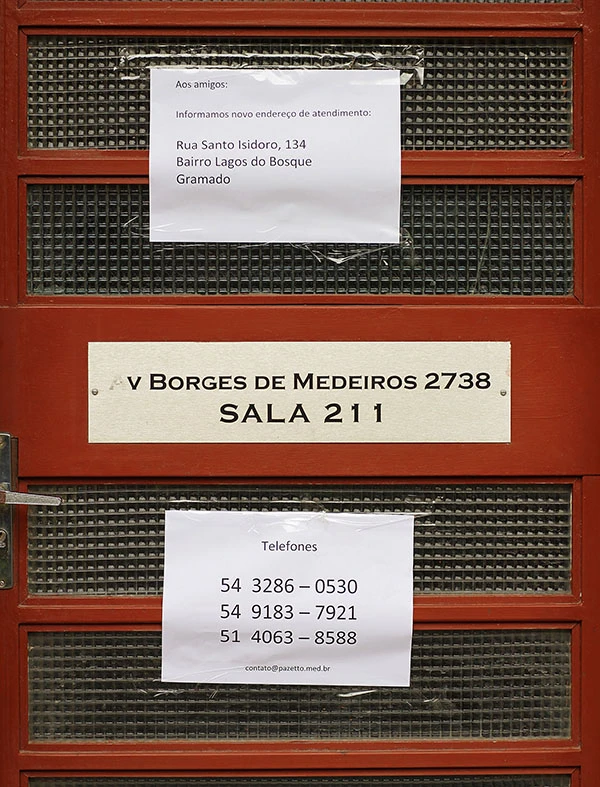 Aos amigos:
Informamos novo endereço de atendimento:
Rua Santo Isidoro, 134
Bairro Lagos do Bosque
Gramado
Av Borges de Medeiros 2738
SALA 211
Telefones
54 3286 – 0530
54 9183 – 7921
51 4063 – 8588
contato@pazetto.med.br